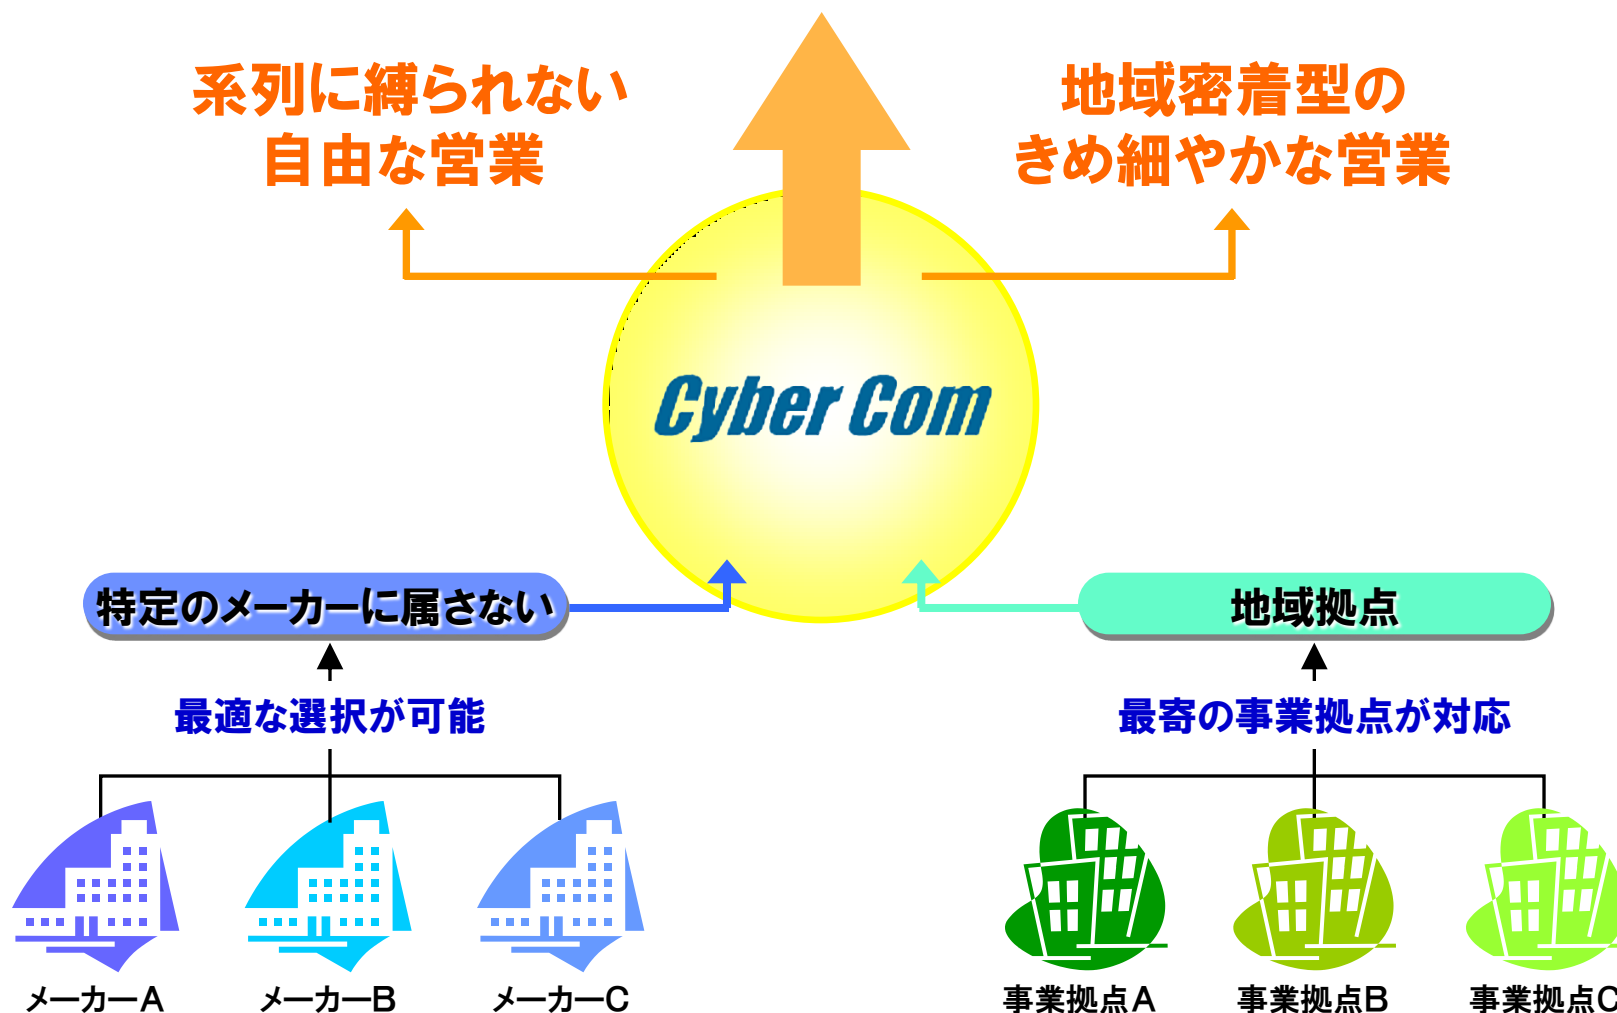 系列に縛られない
自由な営業
地域密着型の
きめ細やかな営業
Cyber Com
特定のメーカーに属さない
地域拠点
最適な選択が可能
最寄の事業拠点が対応
メーカーA
メーカーB
メーカーC
事業拠点A
事業拠点B
事業拠点C